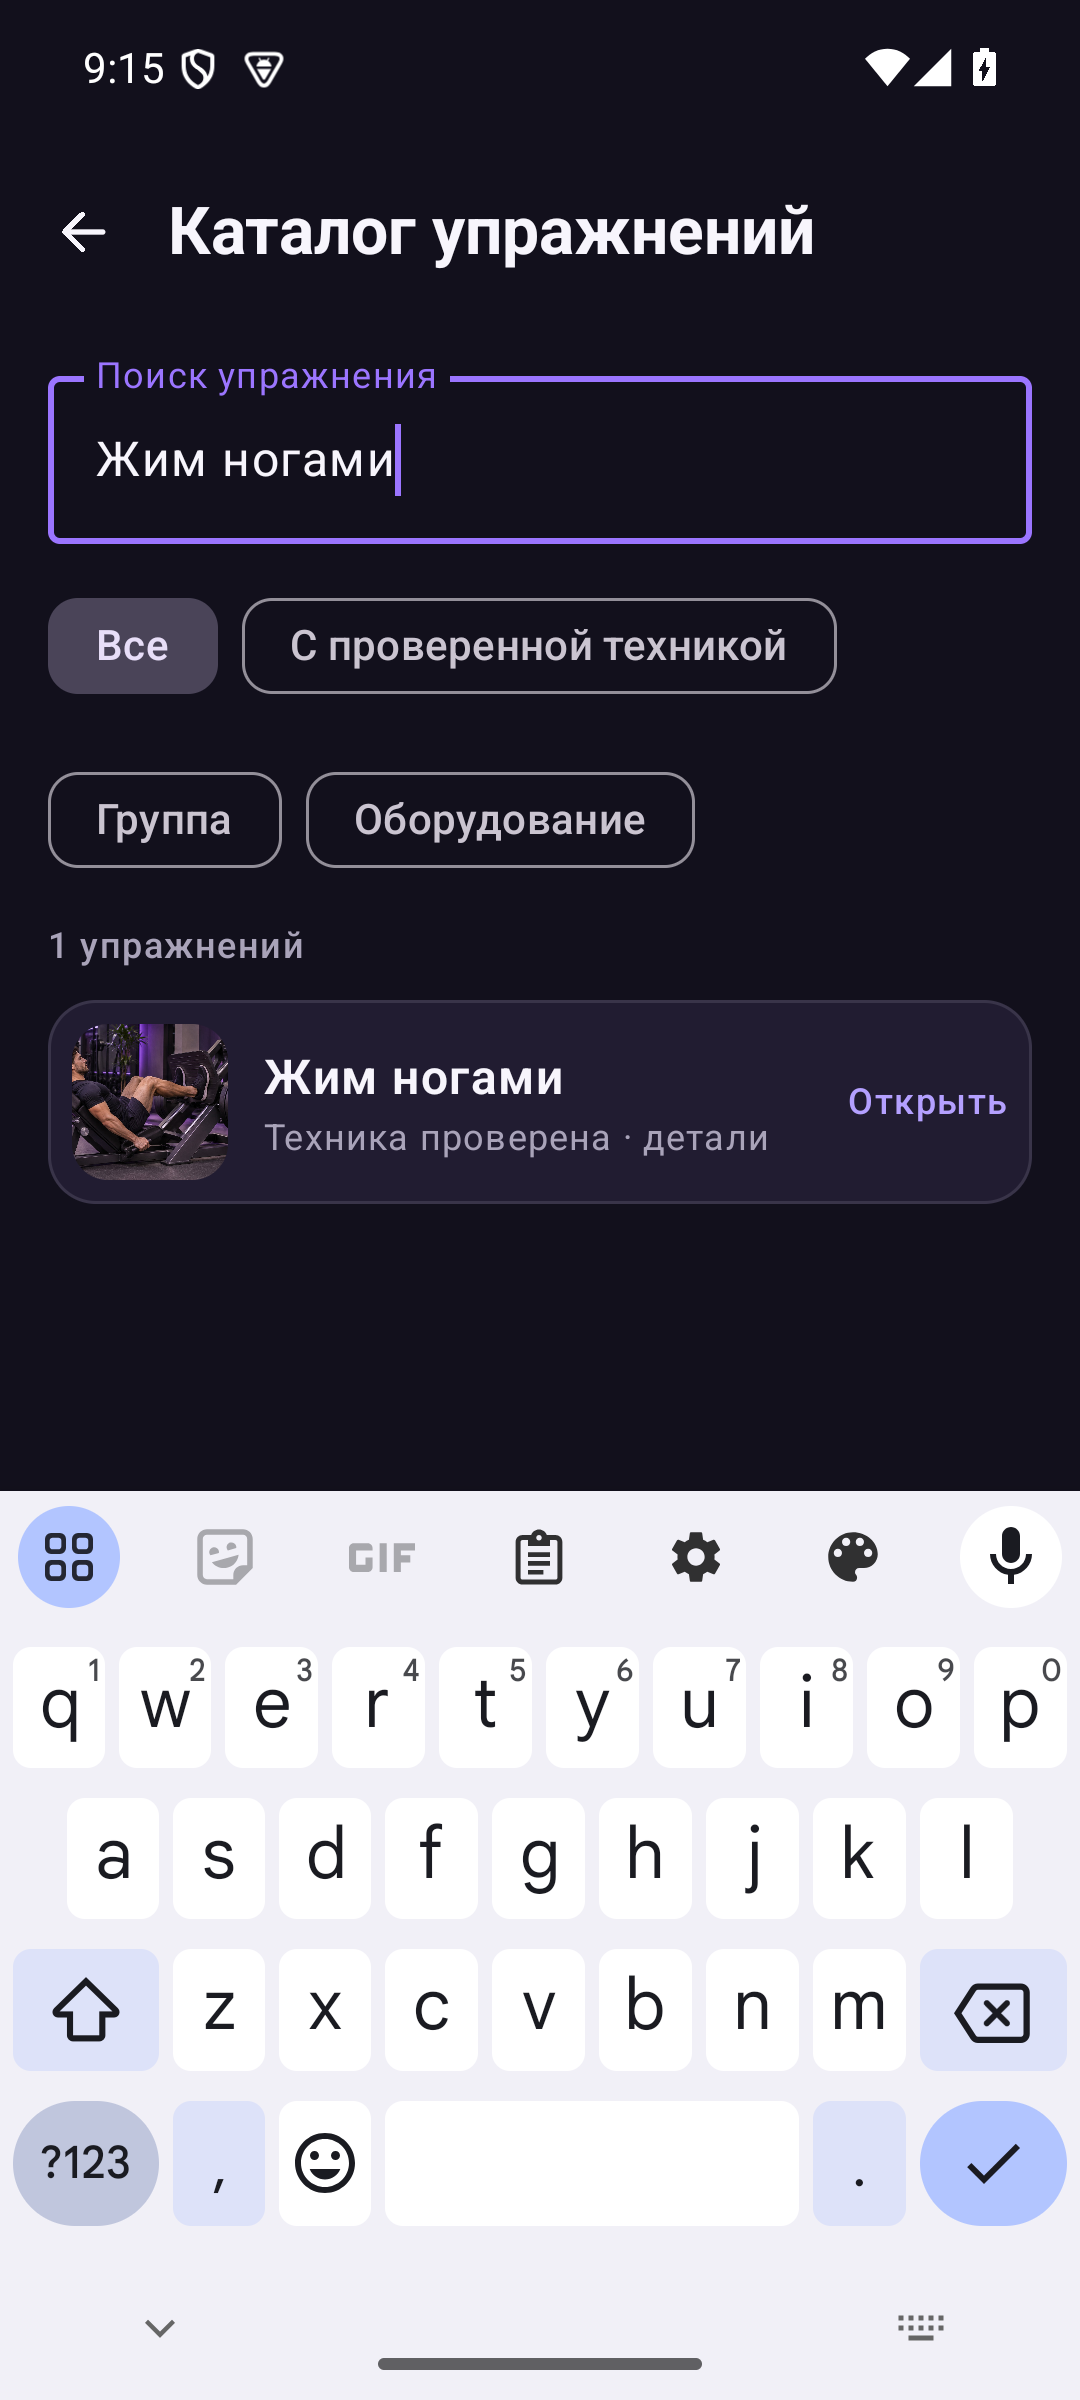 9:15
Каталог упражнений
Поиск упражнения
Жим ногами
Все
С проверенной техникой
Группа
Оборудование
1 упражнений
Жим ногами
Техника проверена · детали
Открыть
GIF
q 1 w 2 e 3 r 4 t 5 y 6 u 7 i 8 o 9 p 0
a s d f g h j k l
z x c v b n m
?123 , .